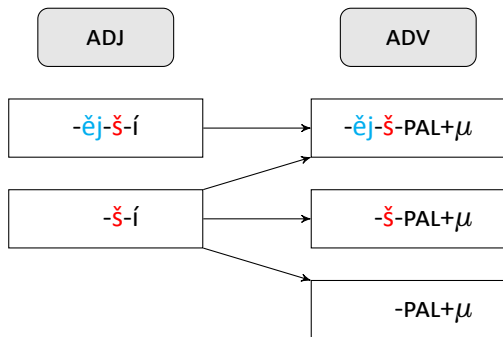 ADJ ADV
-ěj-š-í -ěj-š-PAL+μ
-š-í -š-PAL+μ
-PAL+μ